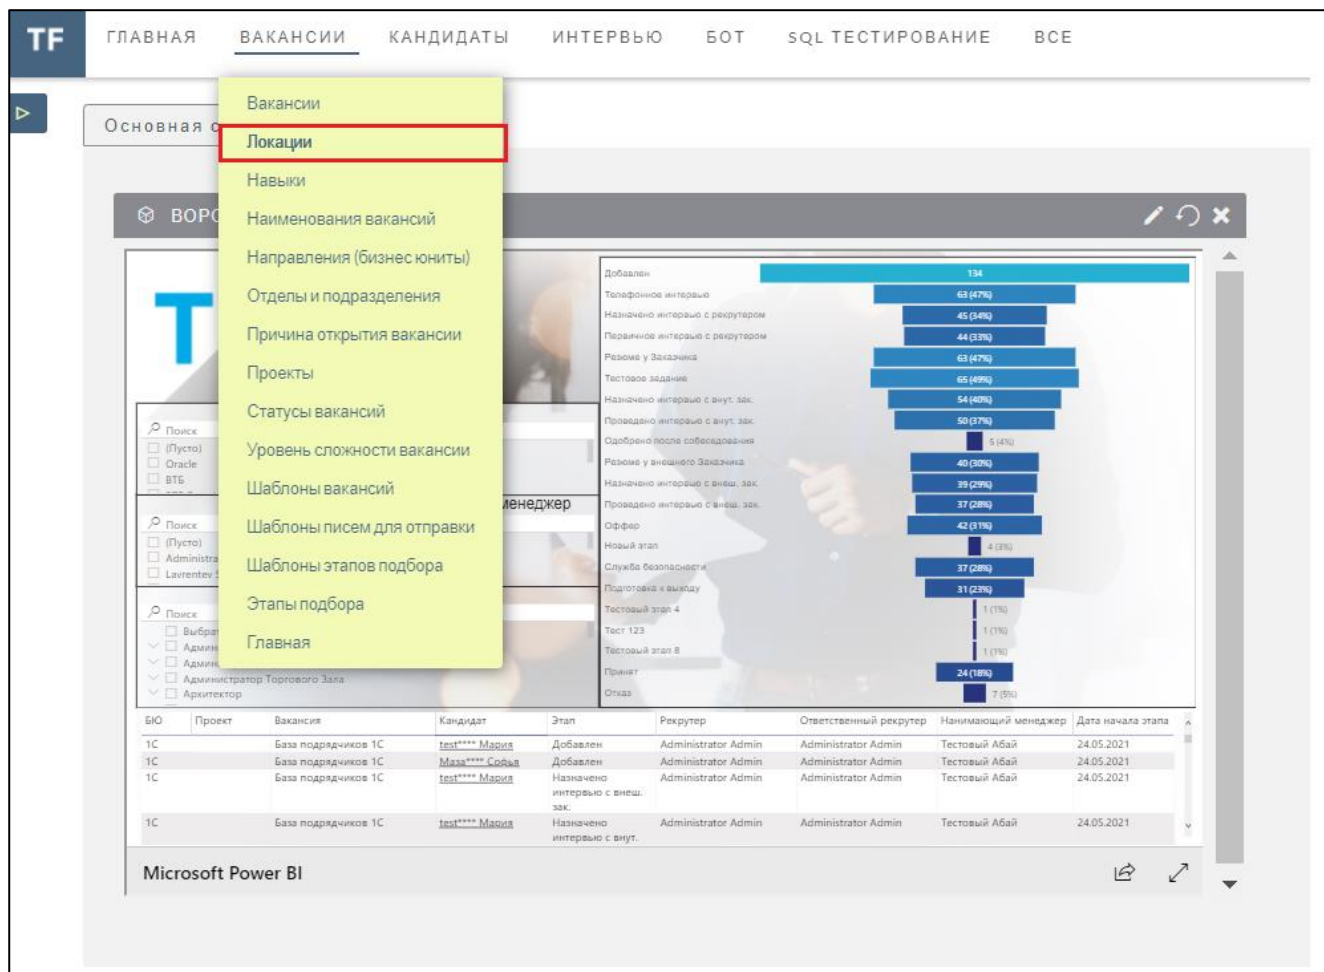 TF
ГЛАВНАЯ ВАКАНСИИ КАНДИДАТЫ ИНТЕРВЬЮ БОТ SQL ТЕСТИРОВАНИЕ ВСЕ
Основная
Вакансии
Локации
Навыки
Наименования вакансий
Направления (бизнес юниты)
Отделы и подразделения
Причина открытия вакансии
Проекты
Статусы вакансий
Уровень сложности вакансии
Шаблоны вакансий
Шаблоны писем для отправки
Шаблоны этапов подбора
Этапы подбора
Главная
Т
Поиск
(Пусто)
Oracle
ВТБ
менеджер
Поиск
(Пусто)
Administra
Lavrentev
Поиск
Администратор Торгового Зала
Архитектор
Добавлен 134
Телефонное интервью 63 (47%)
Назначено интервью с рекрутером 45 (34%)
Первичное интервью с рекрутером 44 (33%)
Резюме у Заказчика 63 (47%)
Тестовое задание 65 (49%)
Назначено интервью с внут. зак. 54 (40%)
Проведено интервью с внут. зак. 50 (37%)
Одобрено после собеседования 5 (4%)
Резюме у внешнего Заказчика 40 (30%)
Назначено интервью с внеш. зак. 39 (29%)
Проведено интервью с внеш. зак. 37 (28%)
Оффер 42 (31%)
Новый этап 4 (3%)
Служба безопасности 37 (28%)
Подготовка к выходу 31 (23%)
Тестовый этап 4 1 (1%)
Тест 123 1 (1%)
Тестовый этап 8 1 (1%)
Принят 24 (18%)
Отказ 7 (5%)
БЮ Проект Вакансия Кандидат Этап Рекрутер Ответственный рекрутер Нанимающий менеджер Дата начала этапа
1С База подрядчиков 1С test**** Мария Добавлен Administrator Admin Administrator Admin Тестовый Абай 24.05.2021
1С База подрядчиков 1С Маза**** Софья Добавлен Administrator Admin Administrator Admin Тестовый Абай 24.05.2021
1С База подрядчиков 1С test**** Мария Назначено интервью с внеш. зак. Administrator Admin Administrator Admin Тестовый Абай 24.05.2021
1С База подрядчиков 1С test**** Мария Назначено интервью с внут. Administrator Admin Administrator Admin Тестовый Абай 24.05.2021
Microsoft Power BI